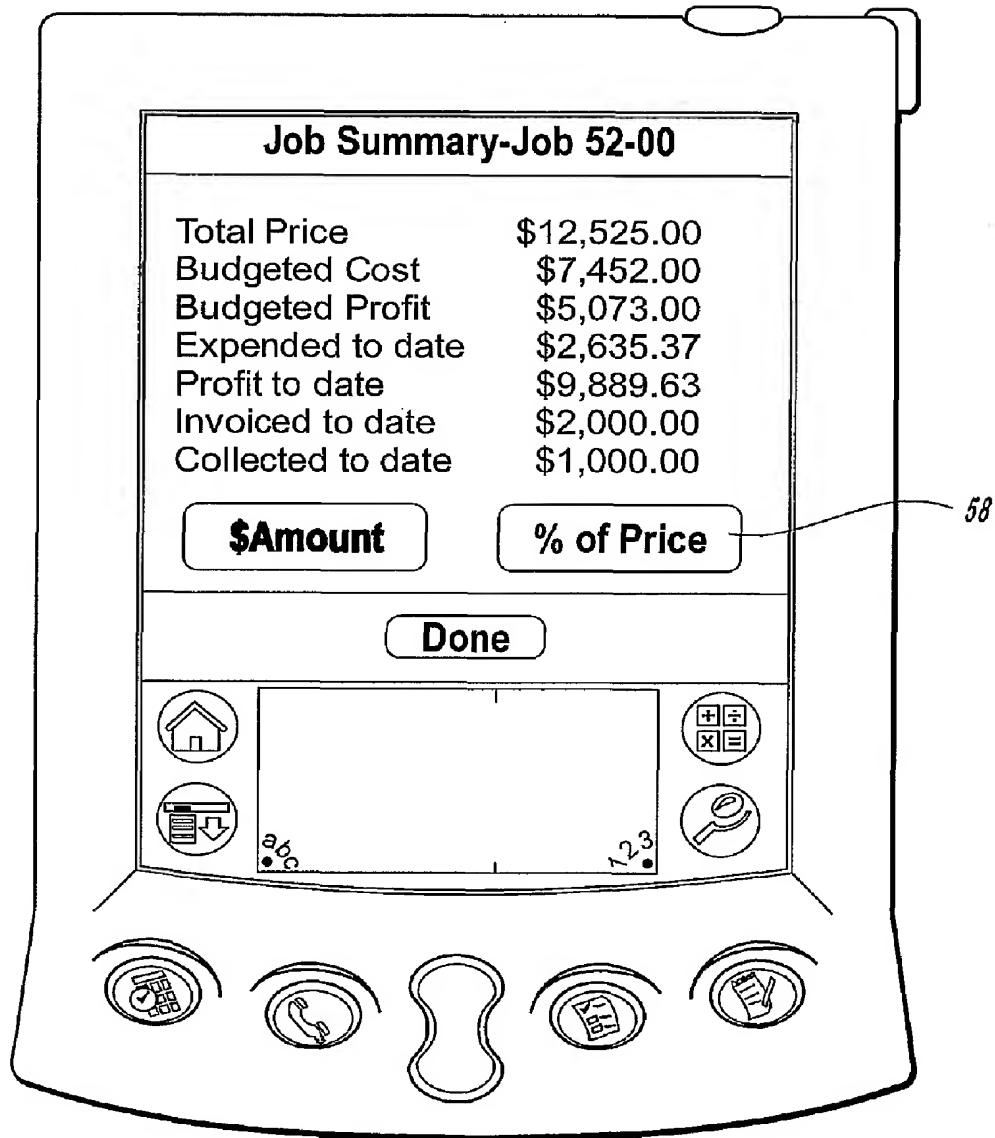 Job Summary-Job 52-00
Total Price $12,525.00
Budgeted Cost $7,452.00
Budgeted Profit $5,073.00
Expended to date $2,635.37
Profit to date $9,889.63
Invoiced to date $2,000.00
Collected to date $1,000.00
$Amount % of Price 58
Done
+ ÷
x =
abc 123